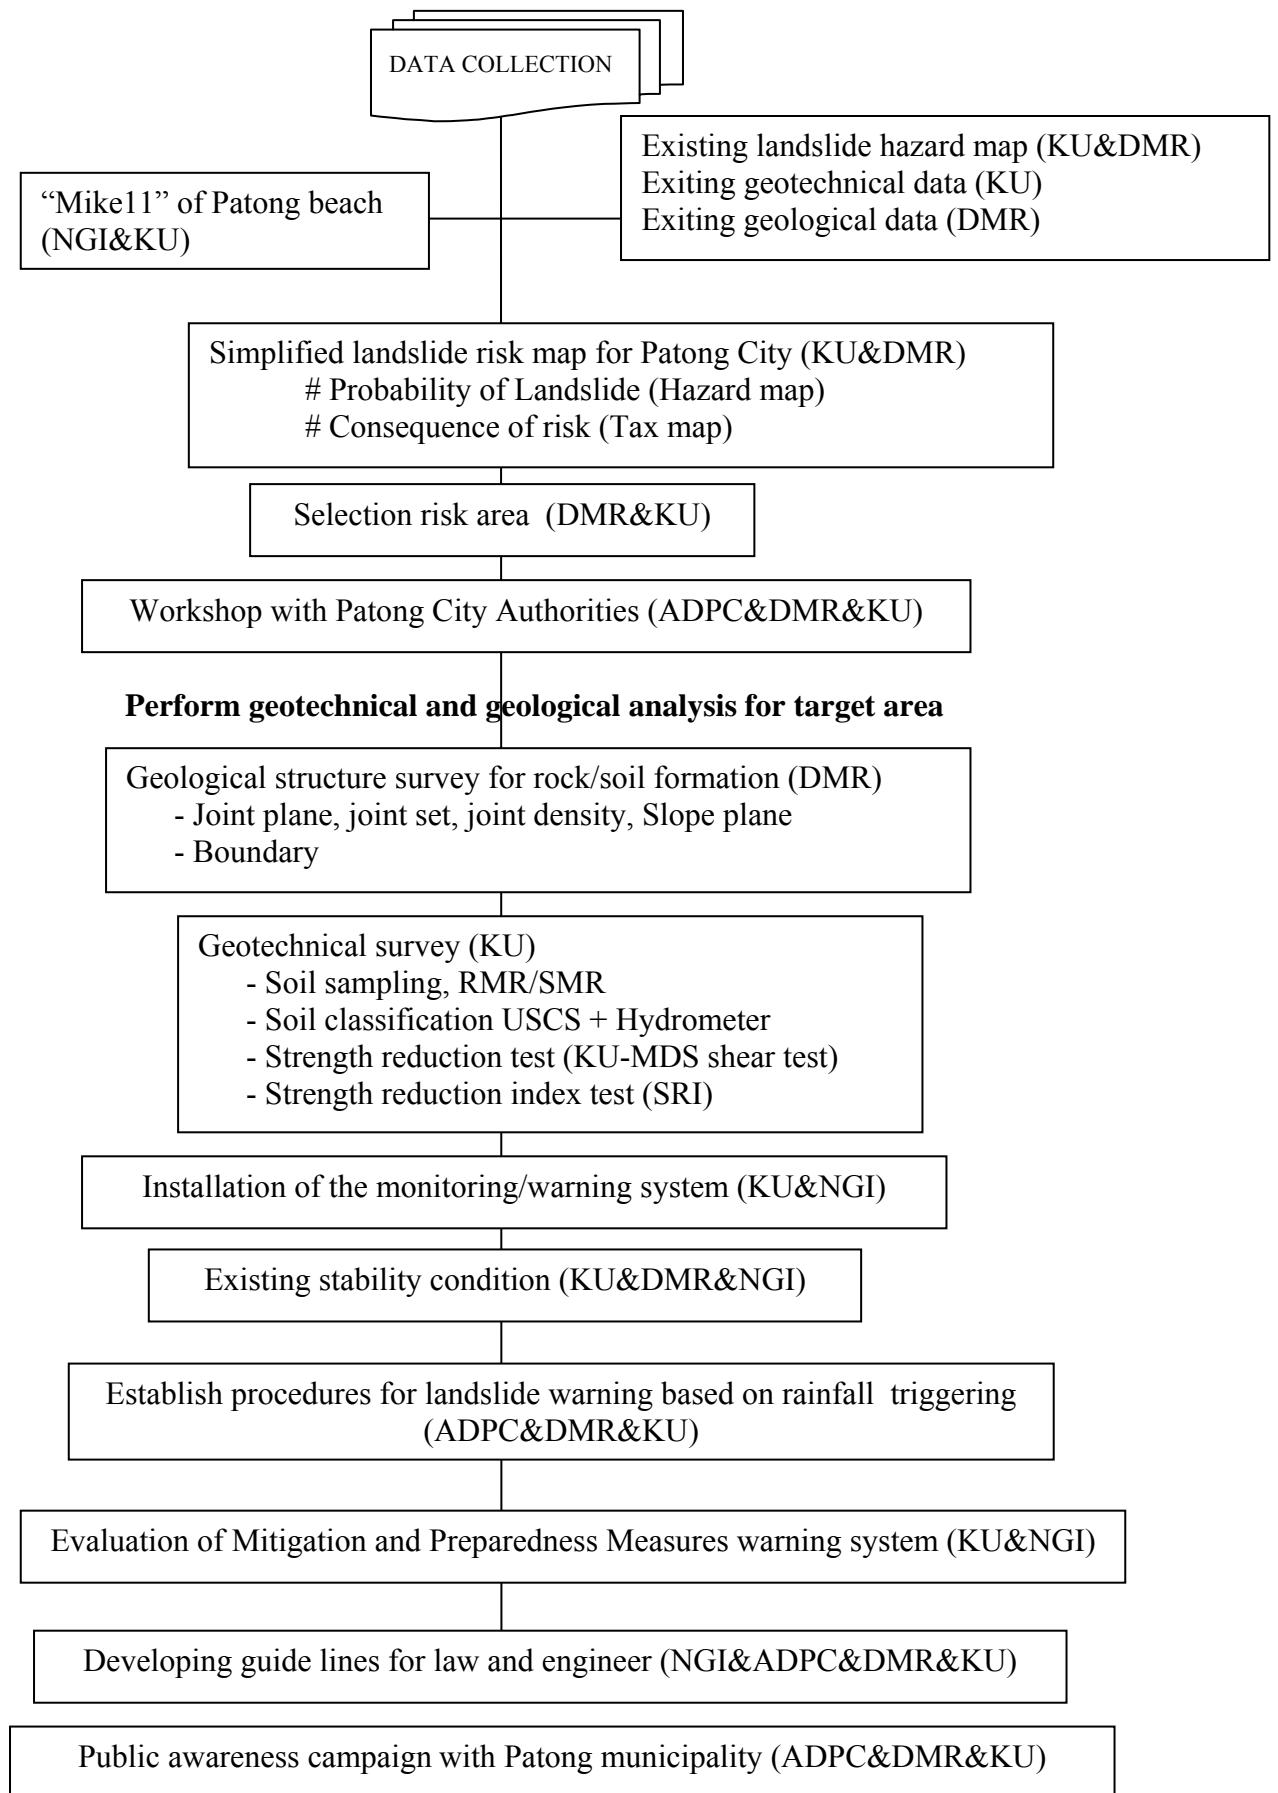 DATA COLLECTION
Existing landslide hazard map (KU&DMR)
Exiting geotechnical data (KU)
Exiting geological data (DMR)
“Mike11” of Patong beach
(NGI&KU)
Simplified landslide risk map for Patong City (KU&DMR)
# Probability of Landslide (Hazard map)
# Consequence of risk (Tax map)
Selection risk area (DMR&KU)
Workshop with Patong City Authorities (ADPC&DMR&KU)
Perform geotechnical and geological analysis for target area
Geological structure survey for rock/soil formation (DMR)
- Joint plane, joint set, joint density, Slope plane
- Boundary
Geotechnical survey (KU)
- Soil sampling, RMR/SMR
- Soil classification USCS + Hydrometer
- Strength reduction test (KU-MDS shear test)
- Strength reduction index test (SRI)
Installation of the monitoring/warning system (KU&NGI)
Existing stability condition (KU&DMR&NGI)
Establish procedures for landslide warning based on rainfall triggering
(ADPC&DMR&KU)
Evaluation of Mitigation and Preparedness Measures warning system (KU&NGI)
Developing guide lines for law and engineer (NGI&ADPC&DMR&KU)
Public awareness campaign with Patong municipality (ADPC&DMR&KU)